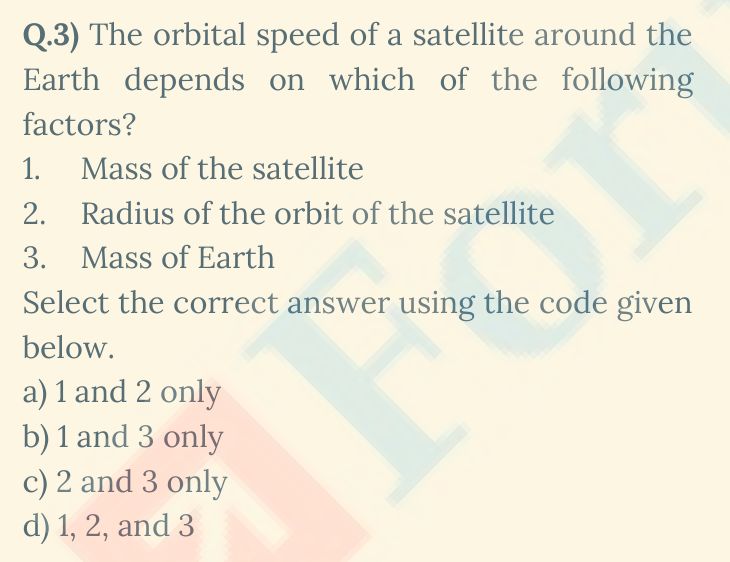 Q.3) The orbital speed of a satellite around the
Earth depends on which of the following
factors?
1. Mass of the satellite
2. Radius of the orbit of the satellite
3. Mass of Earth
Select the correct answer using the code given
below.
a) 1 and 2 only
b) 1 and 3 only
c) 2 and 3 only
d) 1, 2, and 3